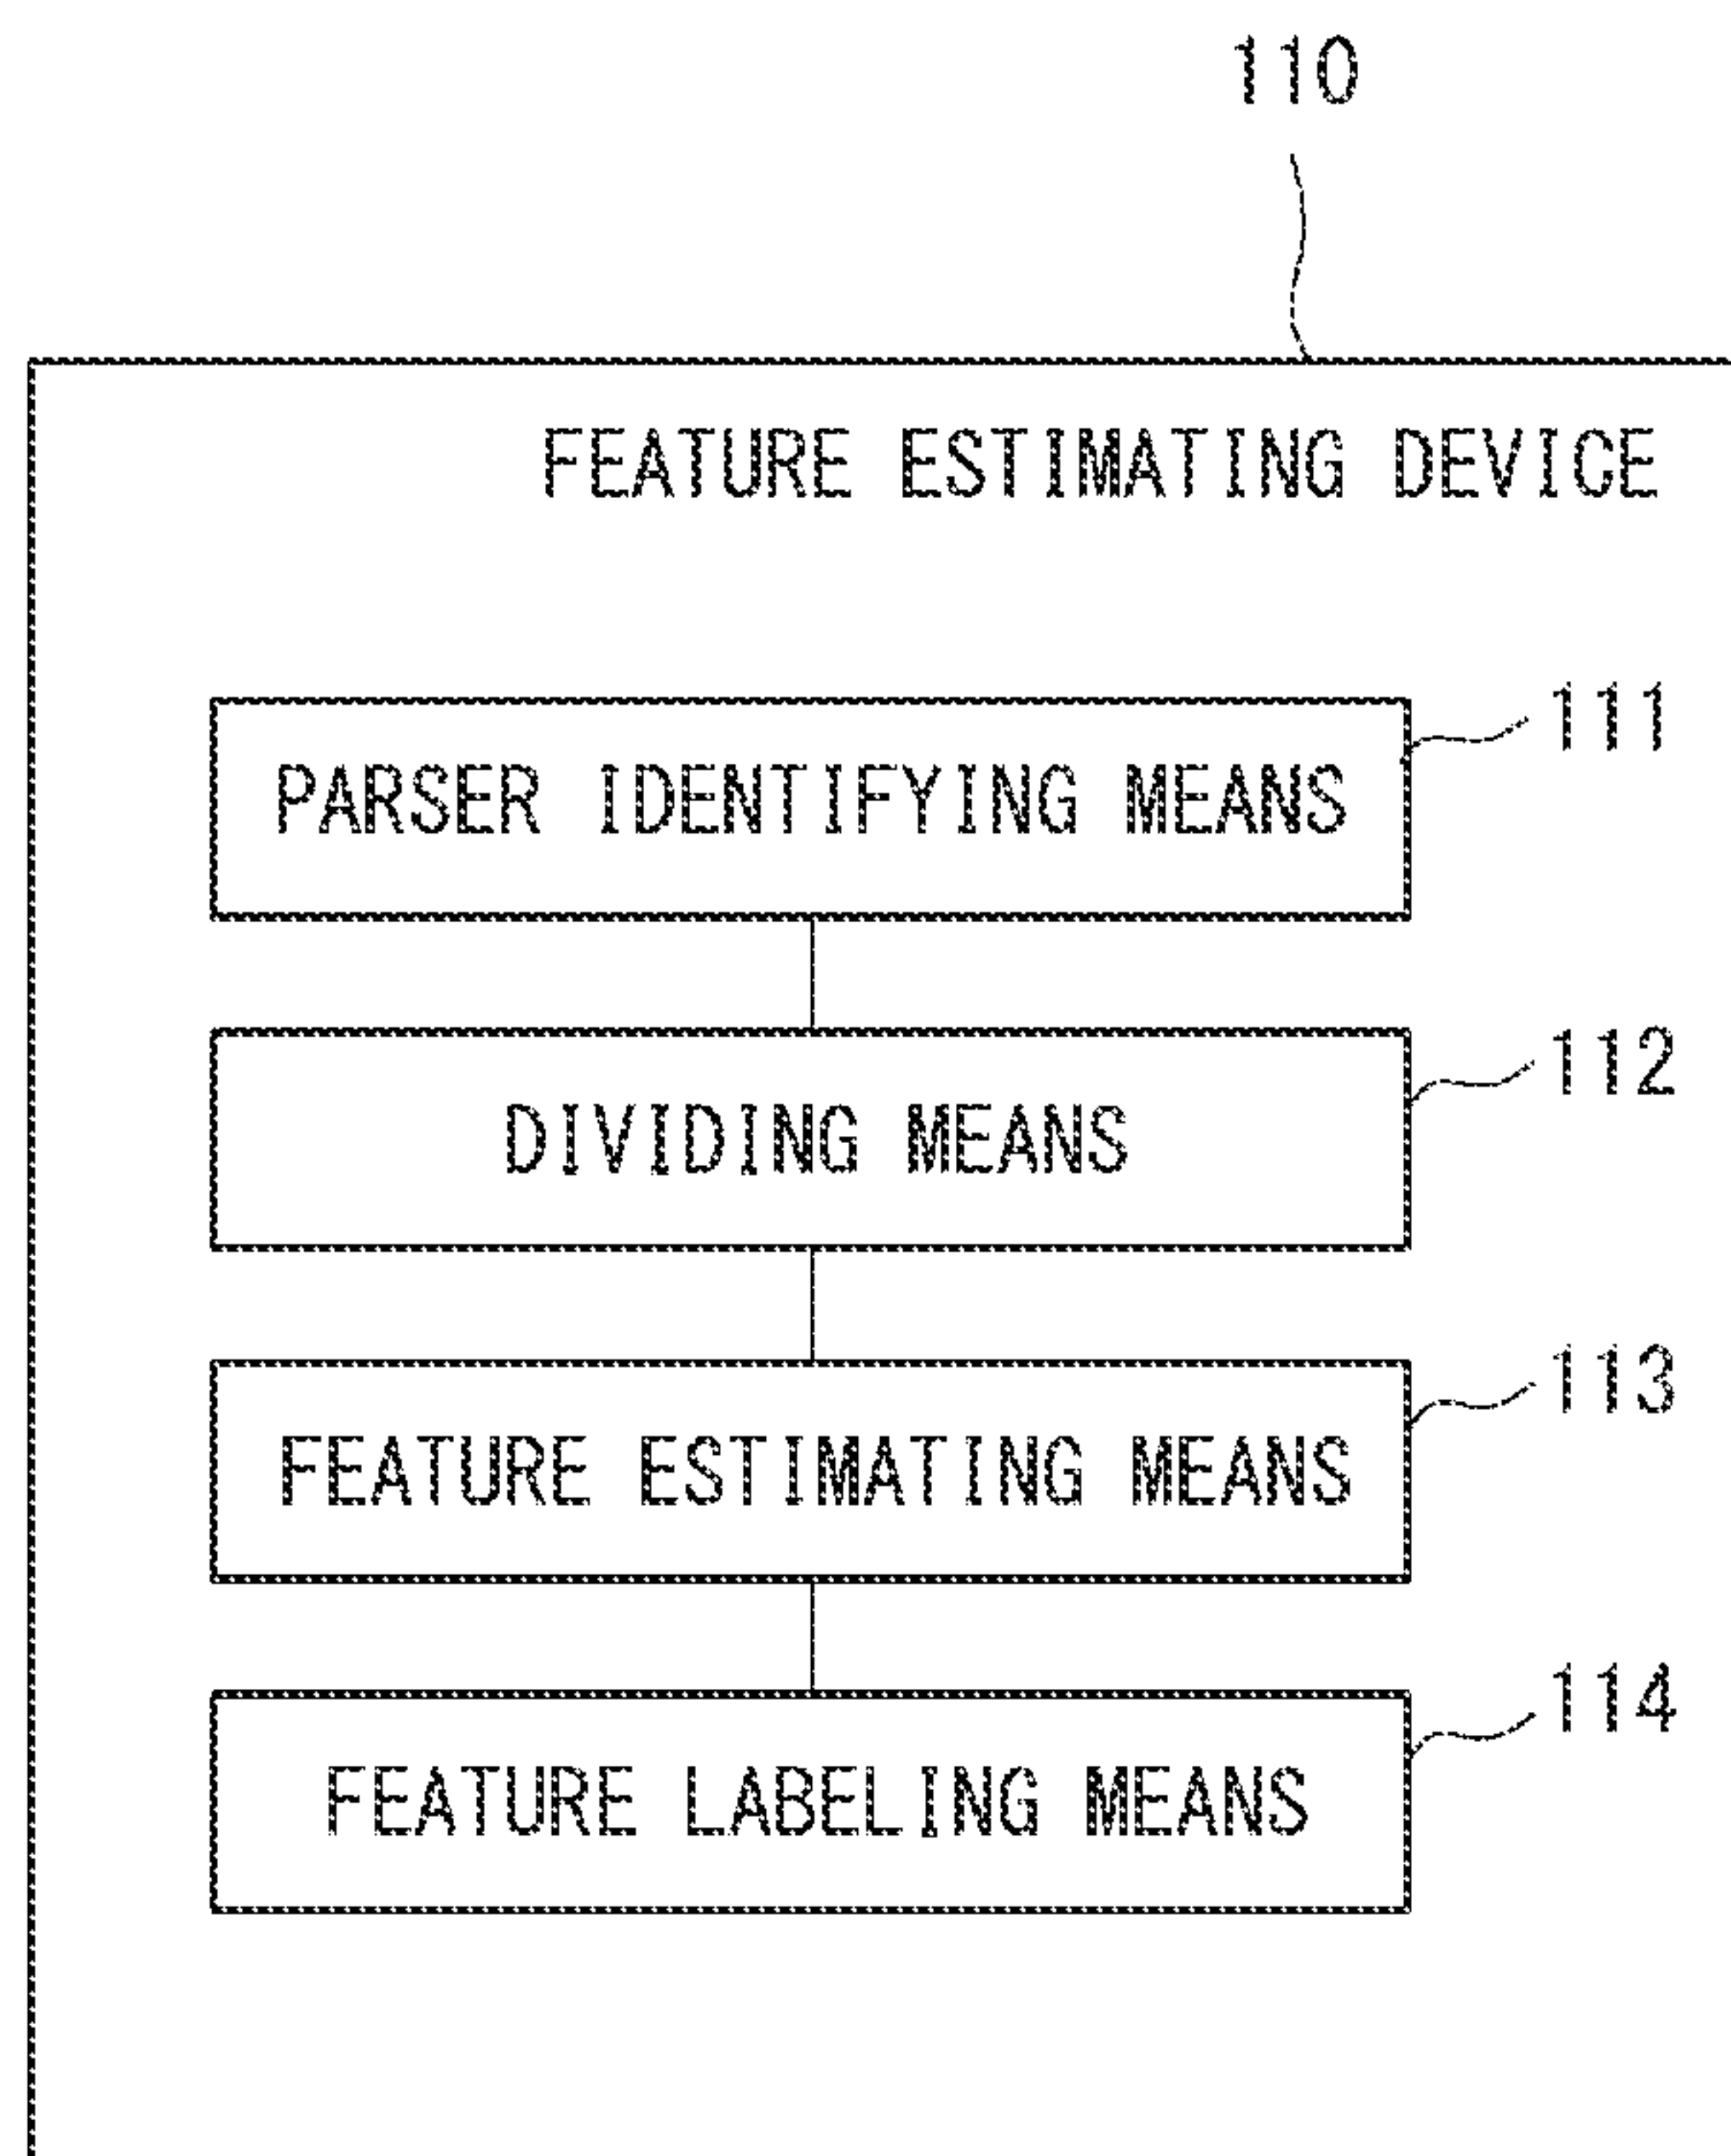 110
FEATURE ESTIMATING DEVICE
111
PARSER IDENTIFYING MEANS
112
DIVIDING MEANS
113
FEATURE ESTIMATING MEANS
114
FEATURE LABELING MEANS